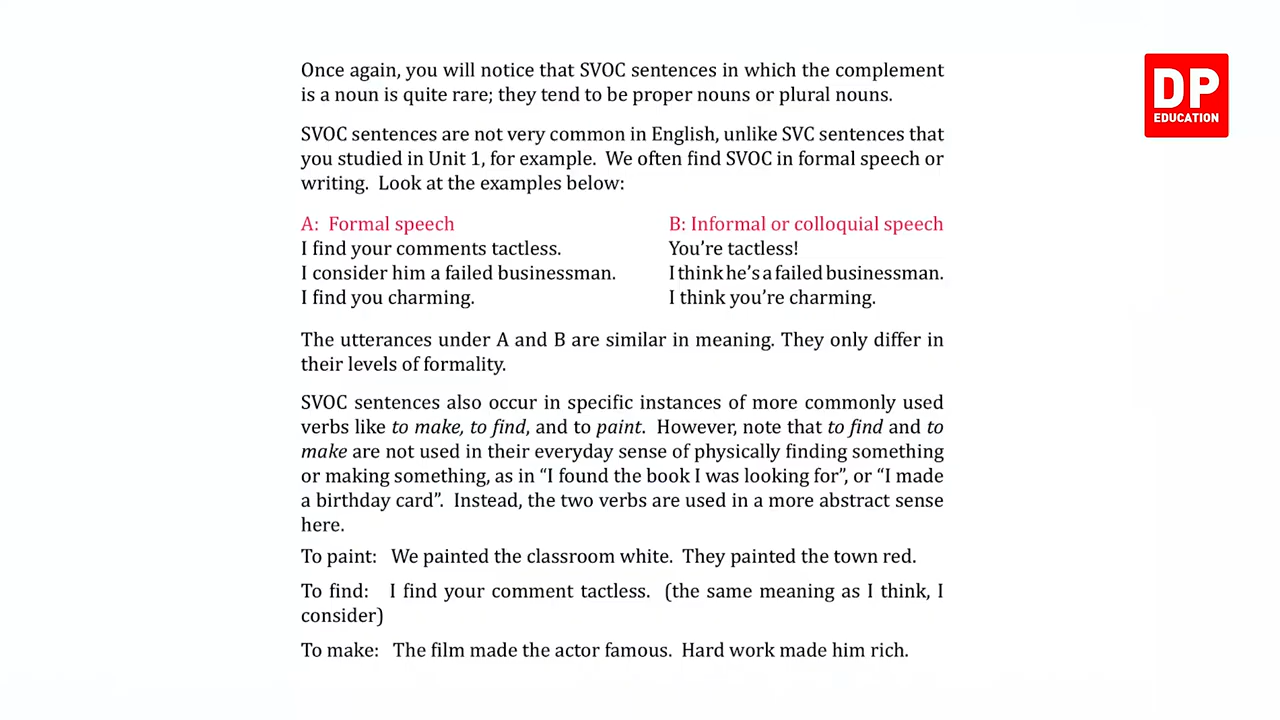 Once again, you will notice that SVOC sentences in which the complement
is a noun is quite rare; they tend to be proper nouns or plural nouns.
SVOC sentences are not very common in English, unlike SVC sentences that
you studied in Unit 1, for example. We often find SVOC in formal speech or
writing. Look at the examples below:
A: Formal speech
I find your comments tactless.
I consider him a failed businessman.
I find you charming.
B: Informal or colloquial speech
You’re tactless!
I think he’s a failed businessman.
I think you’re charming.
The utterances under A and B are similar in meaning. They only differ in
their levels of formality.
SVOC sentences also occur in specific instances of more commonly used
verbs like to make, to find, and to paint. However, note that to find and to
make are not used in their everyday sense of physically finding something
or making something, as in “I found the book I was looking for”, or “I made
a birthday card”. Instead, the two verbs are used in a more abstract sense
here.
To paint: We painted the classroom white. They painted the town red.
To find: I find your comment tactless. (the same meaning as I think, I
consider)
To make: The film made the actor famous. Hard work made him rich.
DP
EDUCATION